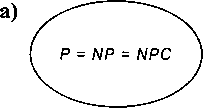 a)
P = NP = NPC